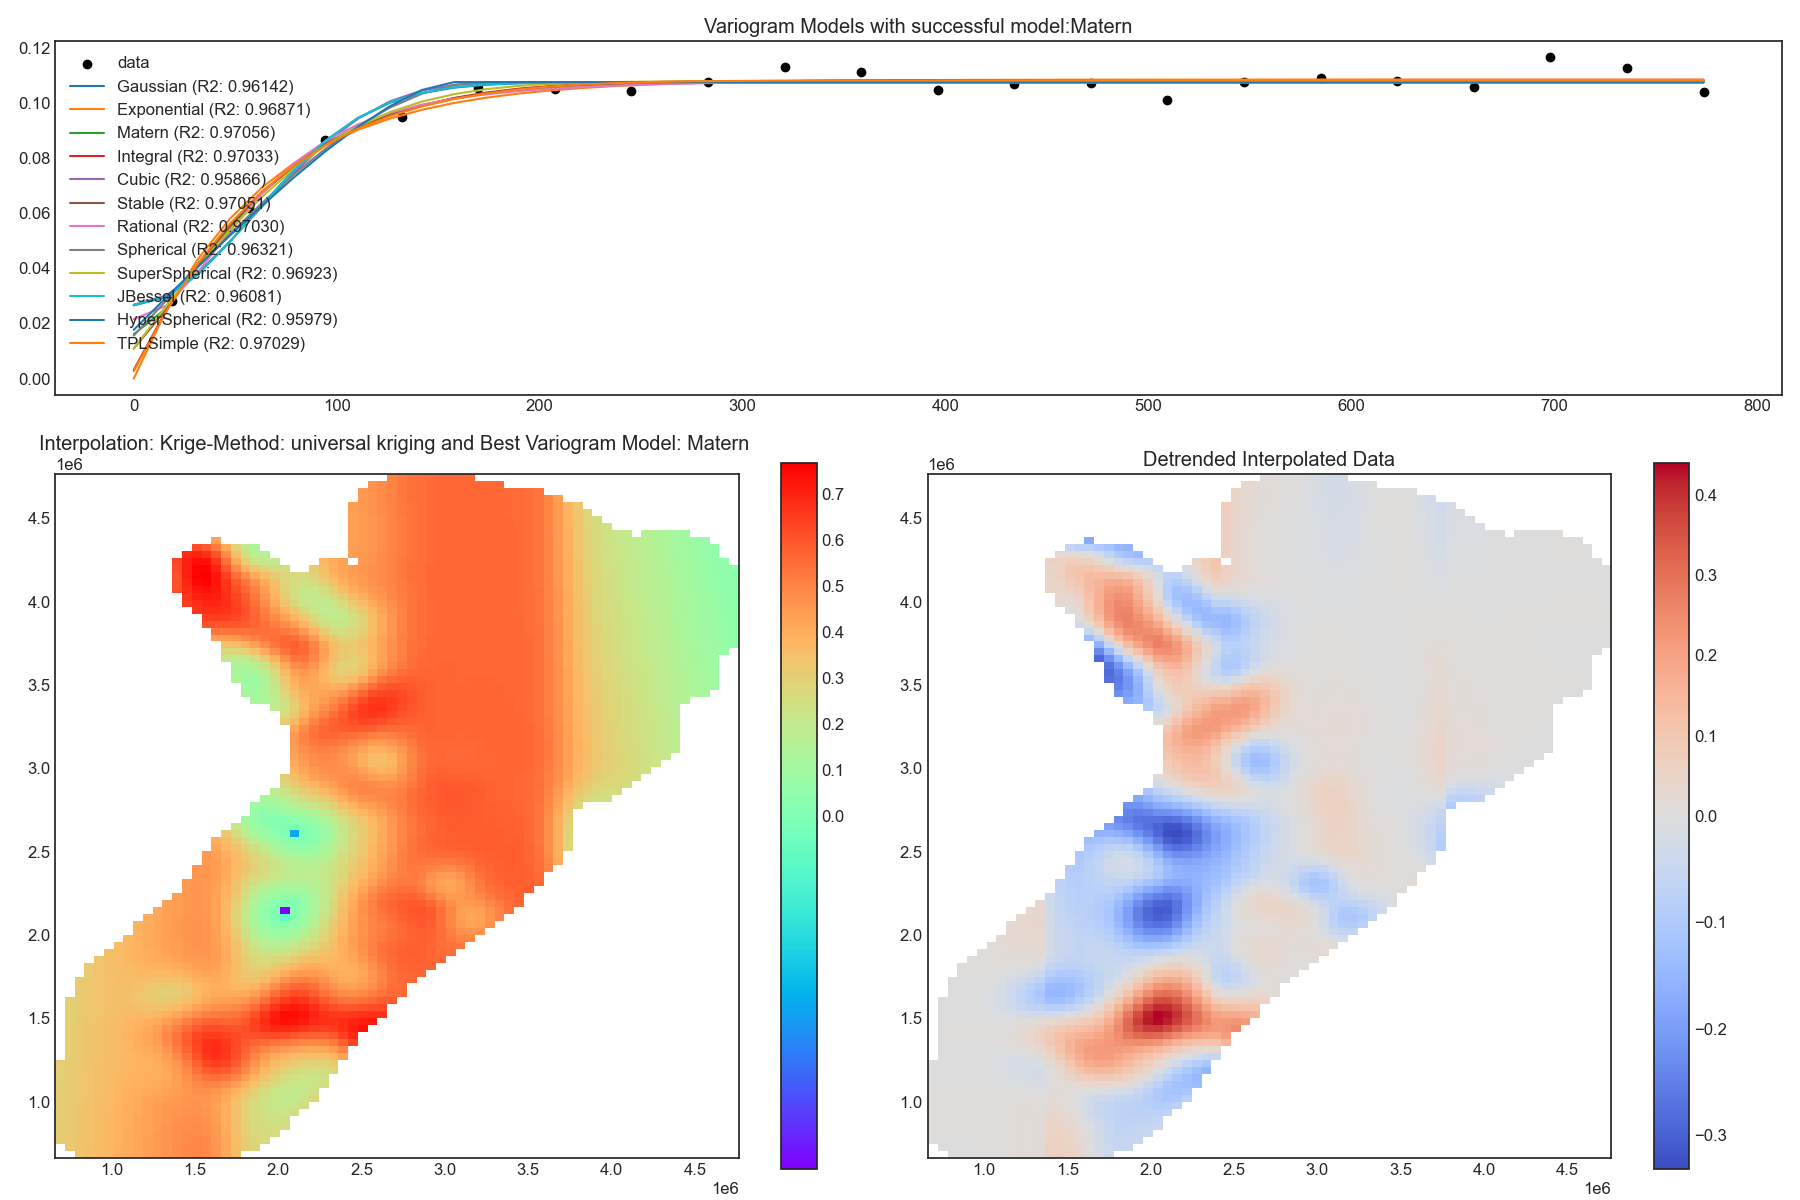 Variogram Models with successful model:Matern
0.12
0.10
0.08
0.06
0.04
0.02
0.00
data
Gaussian (R2: 0.96142)
Exponential (R2: 0.96871)
Matern (R2: 0.97056)
Integral (R2: 0.97033)
Cubic (R2: 0.95866)
Stable (R2: 0.97051)
Rational (R2: 0.97030)
Spherical (R2: 0.96321)
SuperSpherical (R2: 0.96923)
JBessel (R2: 0.96081)
HyperSpherical (R2: 0.95979)
TPLSimple (R2: 0.97029)
0 100 200 300 400 500 600 700 800
Interpolation: Krige-Method: universal kriging and Best Variogram Model: Matern
1e6
4.5
4.0
3.5
3.0
2.5
2.0
1.5
1.0
1.0 1.5 2.0 2.5 3.0 3.5 4.0 4.5
1e6
0.7
0.6
0.5
0.4
0.3
0.2
0.1
0.0
Detrended Interpolated Data
1e6
4.5
4.0
3.5
3.0
2.5
2.0
1.5
1.0
1.0 1.5 2.0 2.5 3.0 3.5 4.0 4.5
1e6
0.4
0.3
0.2
0.1
0.0
−0.1
−0.2
−0.3